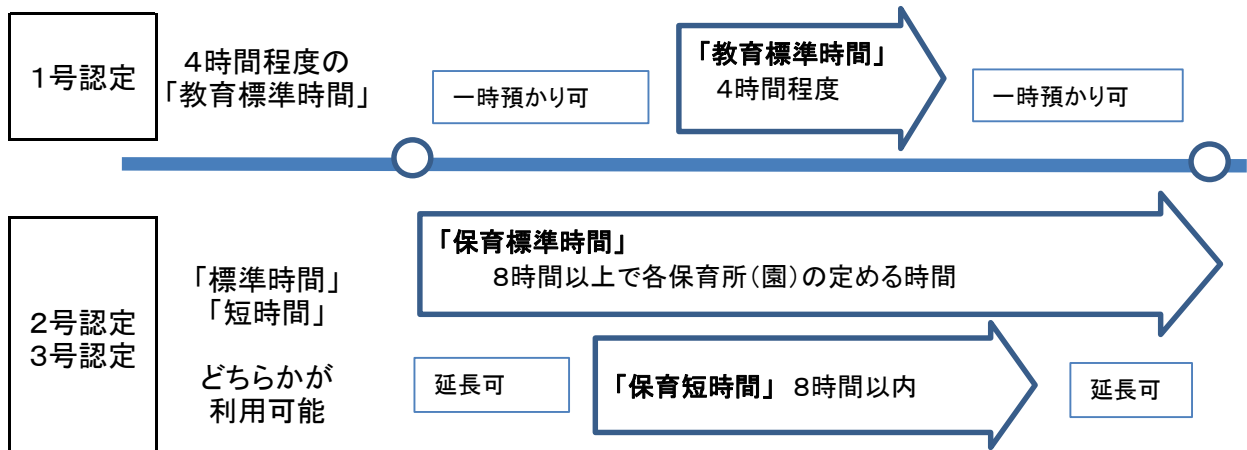 1号認定
4時間程度の
「教育標準時間」
一時預かり可
「教育標準時間」
4時間程度
一時預かり可
2号認定
3号認定
「標準時間」
「短時間」
どちらかが
利用可能
「保育標準時間」
8時間以上で各保育所(園)の定める時間
延長可
「保育短時間」 8時間以内
延長可